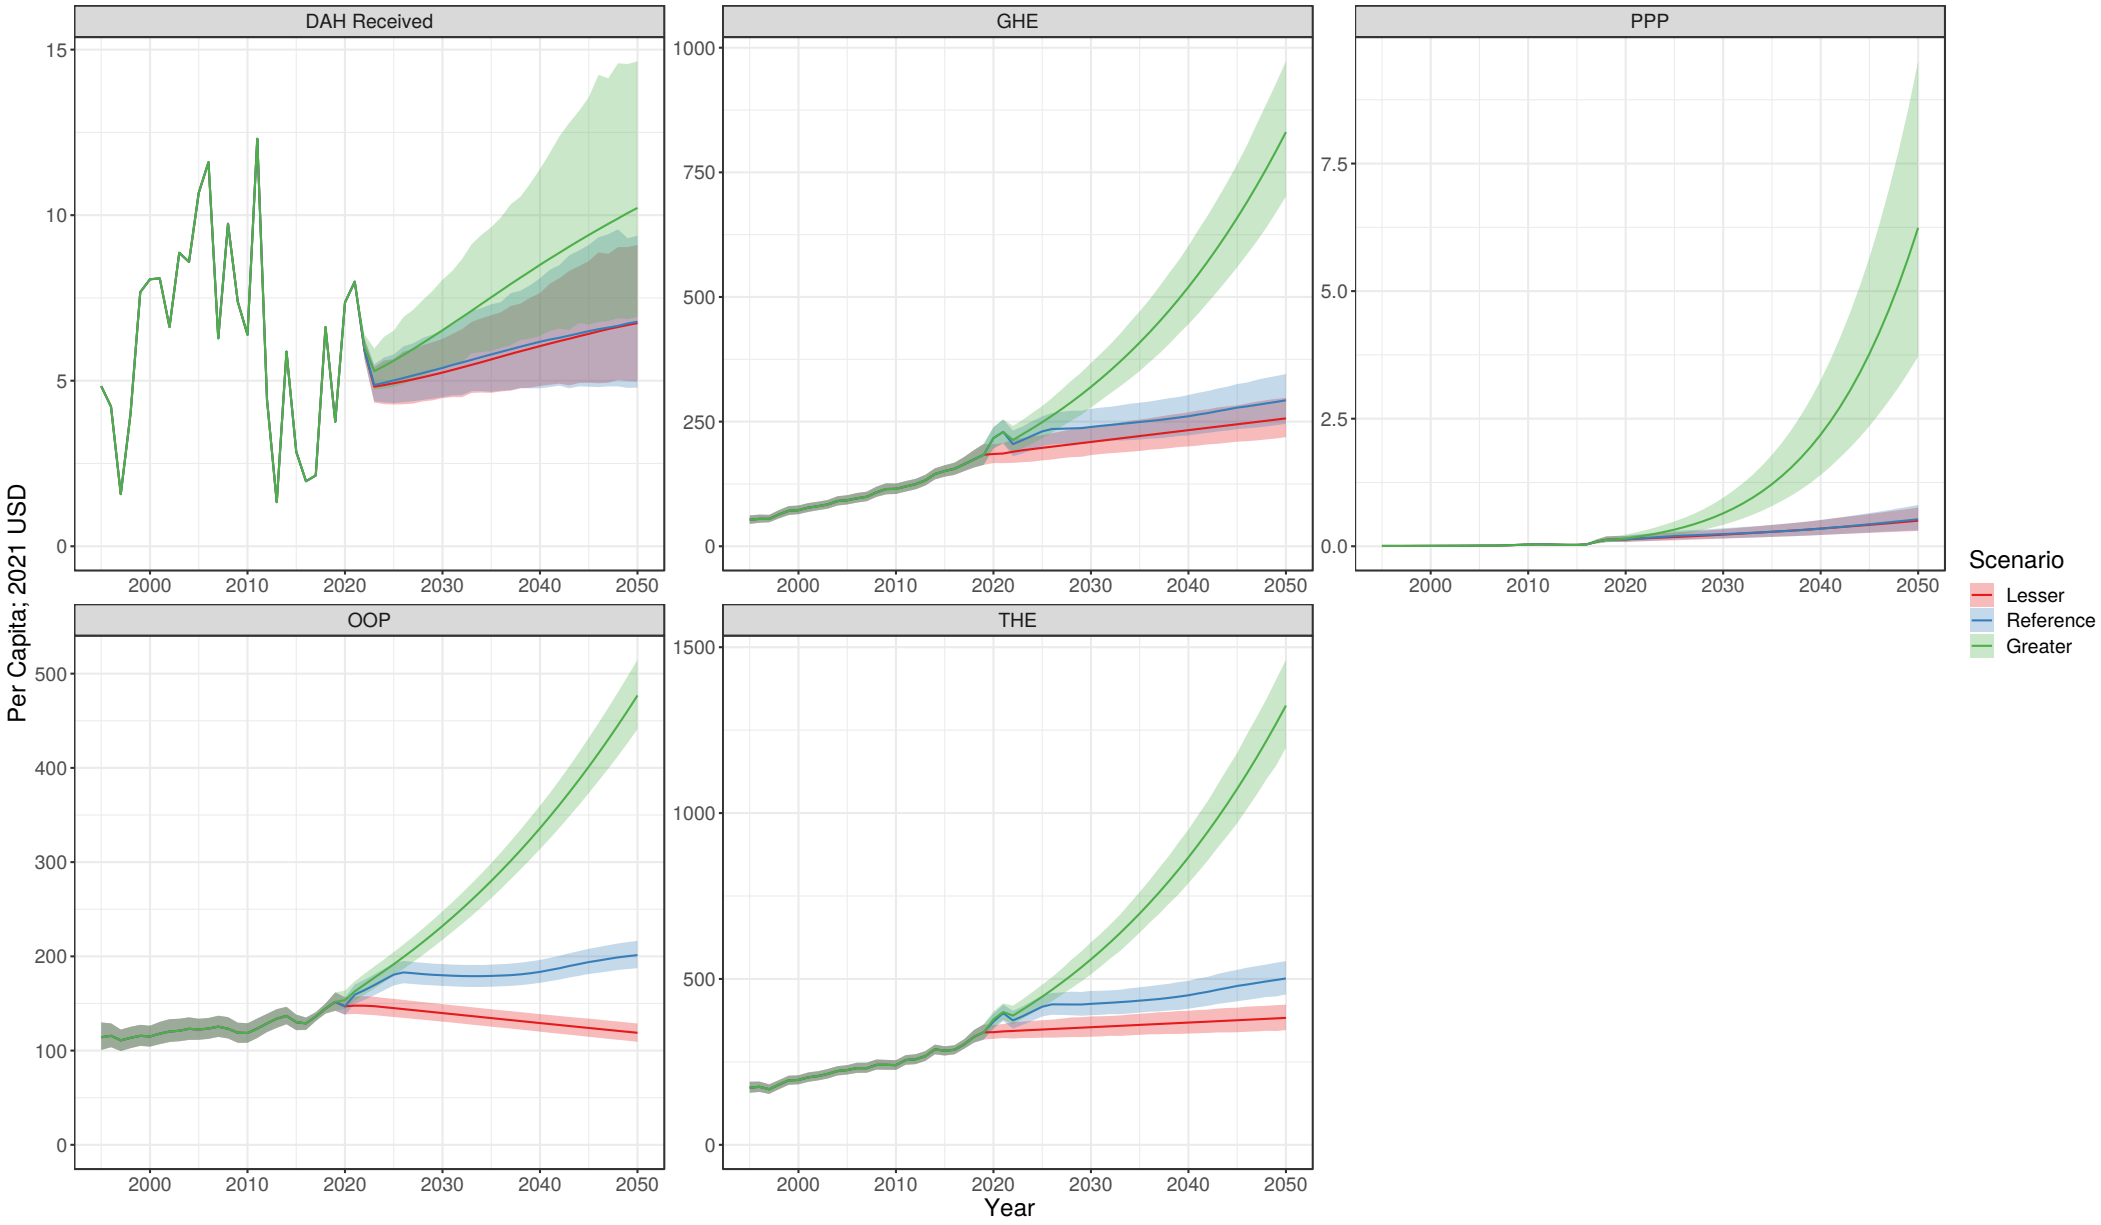 DAH Received
GHE
PPP
15
10
5
0
2000 2010 2020 2030 2040 2050
1000
750
500
250
0
2000 2010 2020 2030 2040 2050
7.5
5.0
2.5
0.0
2000 2010 2020 2030 2040 2050
OOP
THE
500
400
300
200
100
0
2000 2010 2020 2030 2040 2050
1500
1000
500
0
2000 2010 2020 2030 2040 2050
Per Capita; 2021 USD
Year
Scenario
Lesser
Reference
Greater